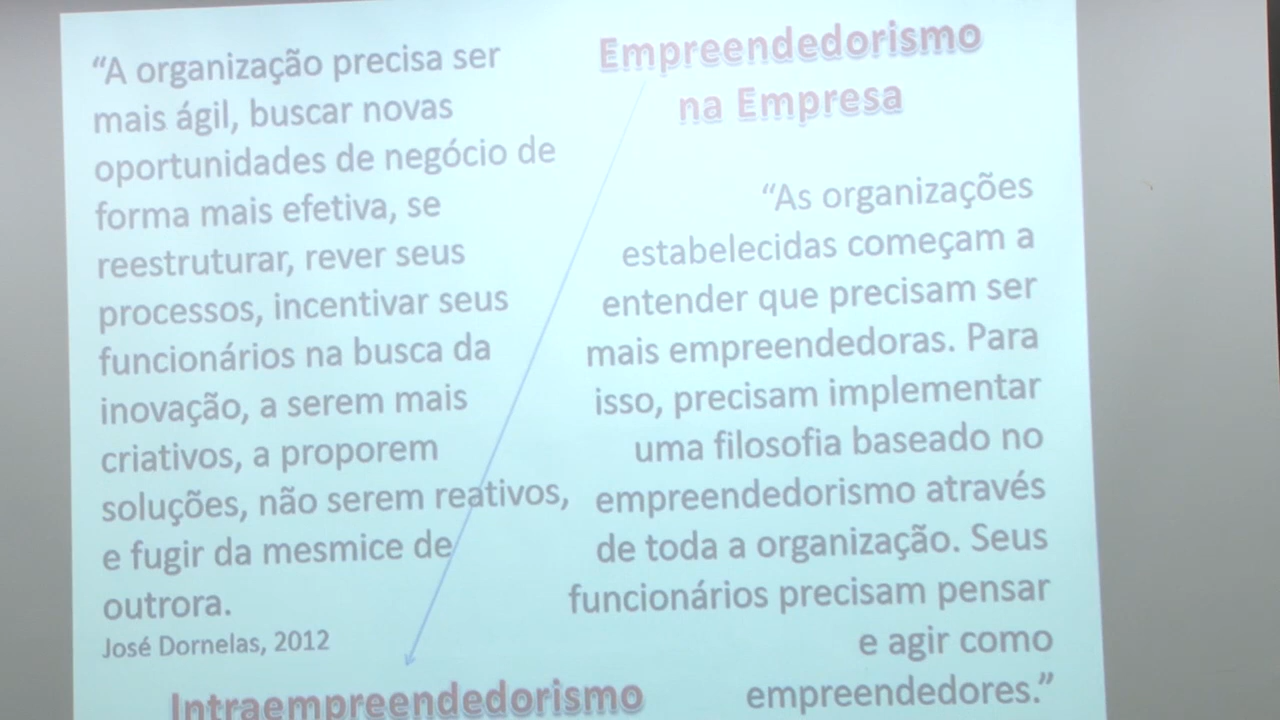 “A organização precisa ser
mais ágil, buscar novas
oportunidades de negócio de
forma mais efetiva, se
reestruturar, rever seus
processos, incentivar seus
funcionários na busca da
inovação, a serem mais
criativos, a proporem
soluções, não serem reativos,
e fugir da mesmice de
outrora.
José Dornelas, 2012
Intraempreendedorismo
Empreendedorismo
na Empresa
“As organizações
estabelecidas começam a
entender que precisam ser
mais empreendedoras. Para
isso, precisam implementar
uma filosofia baseado no
empreendedorismo através
de toda a organização. Seus
funcionários precisam pensar
e agir como
empreendedores.”